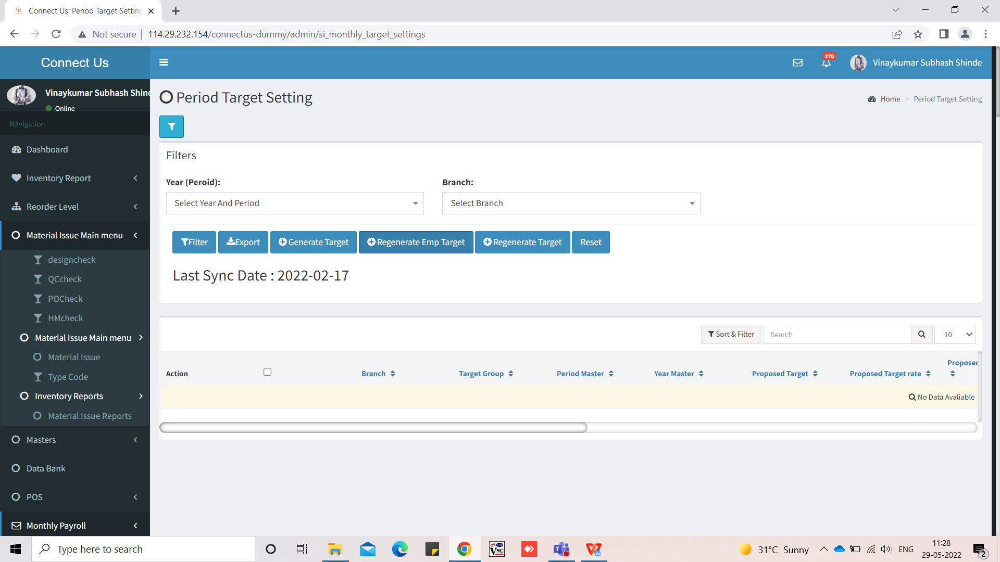 Connect Us: Period Target Setting
Not secure
114.29.232.154/connectus-dummy/admin/si_monthly_target_settings
Connect Us
270
Vinaykumar Subhash Shinde
Vinaykumar Subhash Shind
Online
Navigation
Dashboard
Inventory Report
Reorder Level
Material Issue Main menu
designcheck
QCcheck
POCheck
HMcheck
Material Issue Main menu
Material Issue
Type Code
Inventory Reports
Material Issue Reports
Masters
Data Bank
POS
Monthly Payroll
Period Target Setting
Home > Period Target Setting
Filters
Year (Peroid):
Branch:
Select Year And Period
Select Branch
Filter
Export
Generate Target
Regenerate Emp Target
Regenerate Target
Reset
Last Sync Date : 2022-02-17
Sort & Filter
Search
10
Action
Branch
Target Group
Period Master
Year Master
Proposed Target
Proposed Target rate
Proposed
No Data Avaliable
Type here to search
31°C Sunny
ENG
11:28
29-05-2022
2